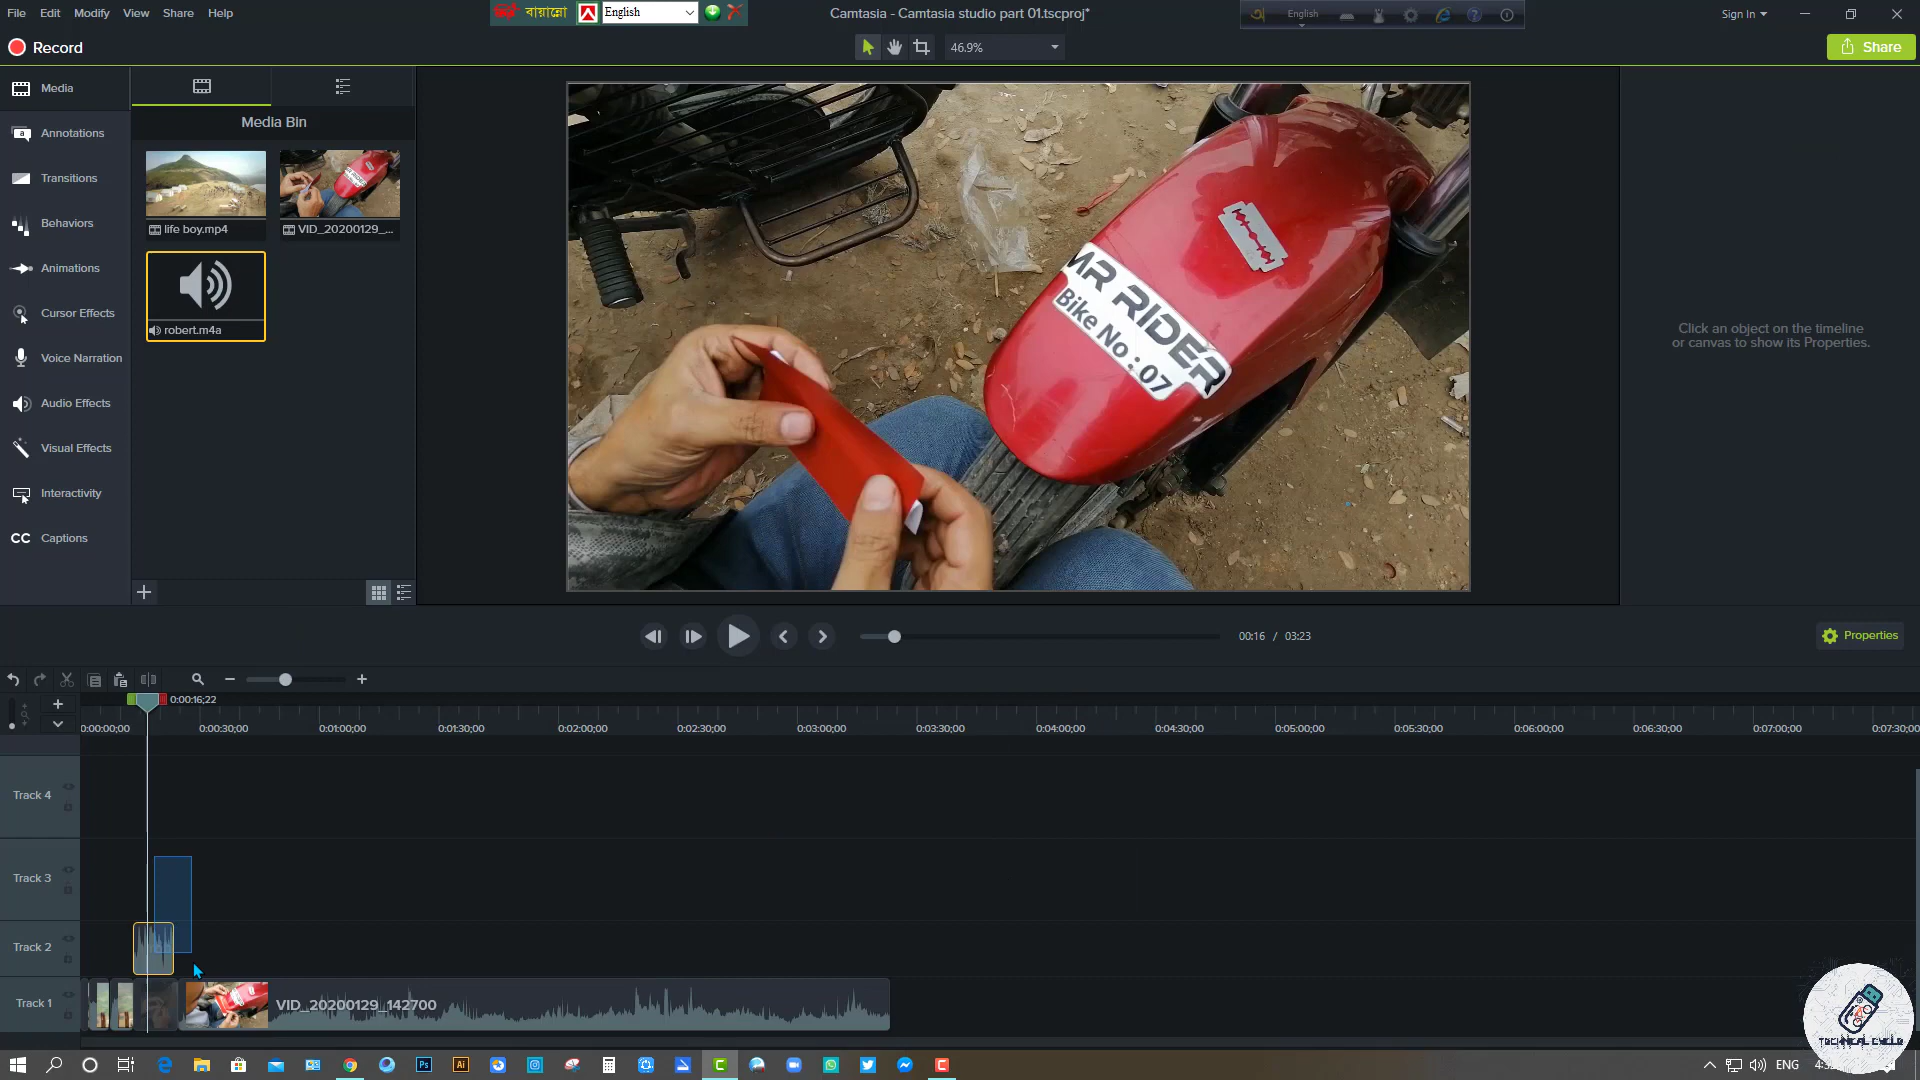 File Edit Modify View Share Help
বায়ান্নো English
Camtasia - Camtasia studio part 01.tscproj*
English
Sign In
Record
46.9%
Share
Media
Annotations
Transitions
Behaviors
Animations
Cursor Effects
Voice Narration
Audio Effects
Visual Effects
Interactivity
CC Captions
Media Bin
life boy.mp4
VID_20200129_...
robert.m4a
MR RIDER
Bike No : 07
Click an object on the timeline
or canvas to show its Properties.
00:16 / 03:23
Properties
0:00:16;22
0:00:00;00 0:00:30;00 0:01:00;00 0:01:30;00 0:02:00;00 0:02:30;00 0:03:00;00 0:03:30;00 0:04:00;00 0:04:30;00 0:05:00;00 0:05:30;00 0:06:00;00 0:06:30;00 0:07:00;00 0:07:30;00
Track 4
Track 3
Track 2
Track 1
VID_20200129_142700
TECHNICAL CYCLO
Ps Ai
ENG